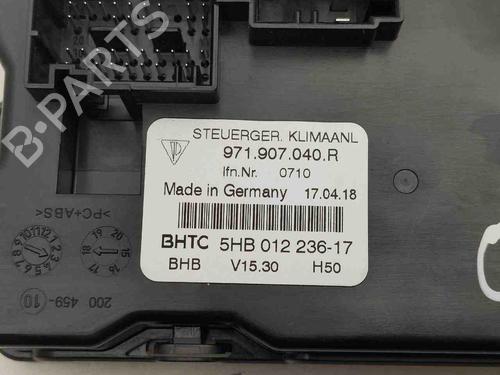 B-PARTS
STEUERGER. KLIMAANL
971.907.040.R
lfn.Nr. 0710
Made in Germany 17.04.18
BHTC 5HB 012 236-17
BHB V15.30 H50
>PC+ABS<
200 459-10